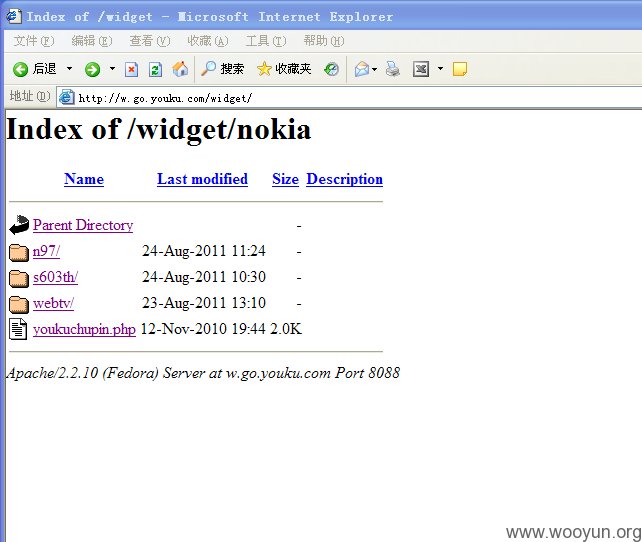 Index of /widget - Microsoft Internet Explorer
文件(F) 编辑(E) 查看(V) 收藏(A) 工具(T) 帮助(H)
后退 搜索 收藏夹
地址(D) http://w.go.youku.com/widget/
Index of /widget/nokia
Name Last modified Size Description
Parent Directory -
n97/ 24-Aug-2011 11:24 -
s603th/ 24-Aug-2011 10:30 -
webtv/ 23-Aug-2011 13:10 -
youkuchupin.php 12-Nov-2010 19:44 2.0K
Apache/2.2.10 (Fedora) Server at w.go.youku.com Port 8088
www.wooyun.org